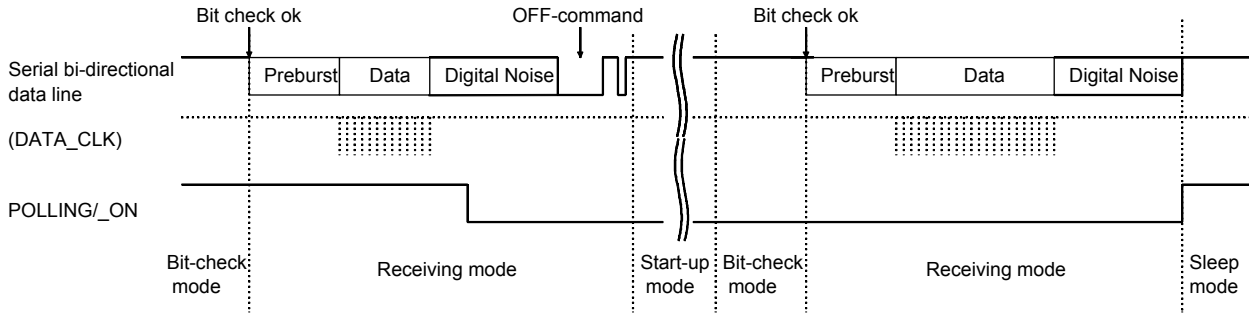 Bit check ok
OFF-command
Bit check ok
Serial bi-directional
data line
Preburst
Data
Digital Noise
Preburst
Data
Digital Noise
(DATA_CLK)
POLLING/_ON
Bit-check
mode
Receiving mode
Start-up
mode
Bit-check
mode
Receiving mode
Sleep
mode